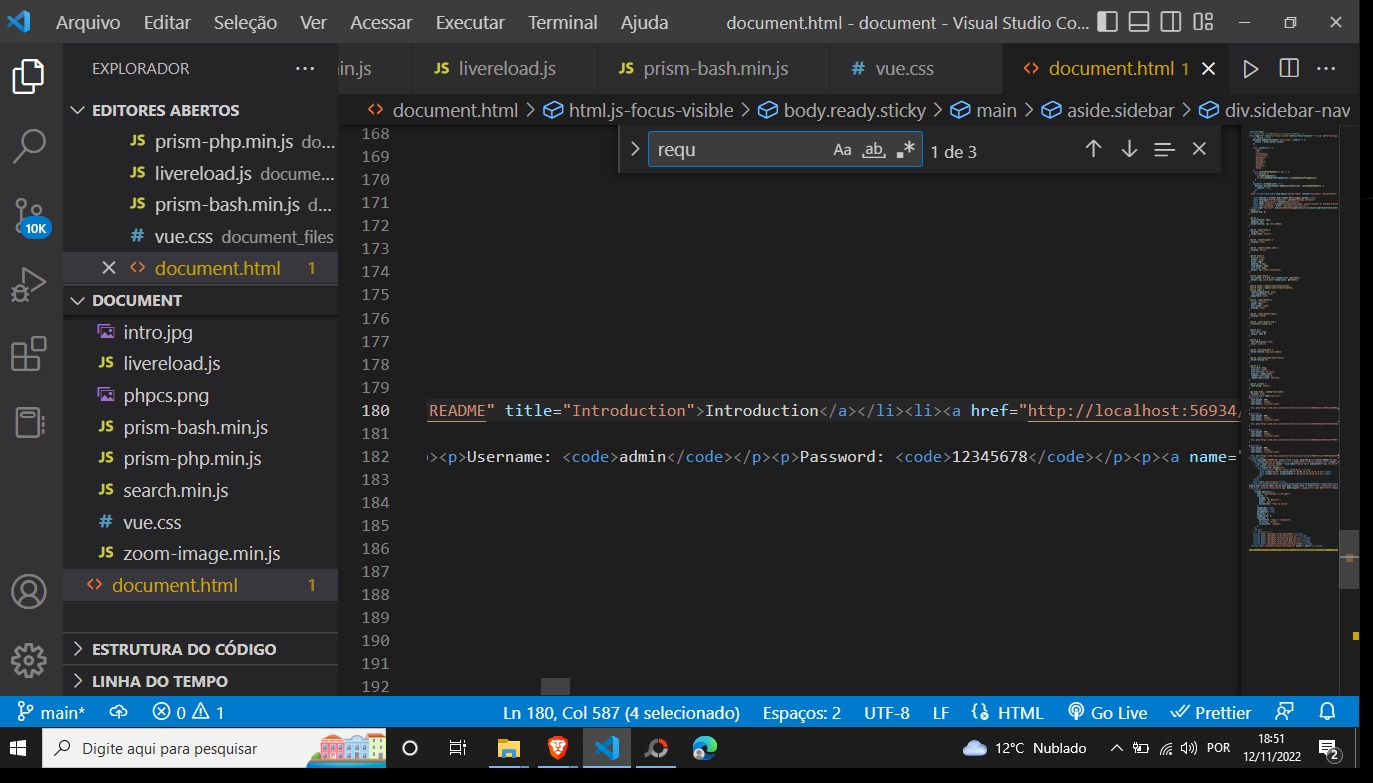 Arquivo Editar Seleção Ver Acessar Executar Terminal Ajuda document.html - document - Visual Studio Co...
EXPLORADOR
in.js JS livereload.js JS prism-bash.min.js # vue.css <> document.html 1
EDITORES ABERTOS
JS prism-php.min.js do...
JS livereload.js docume...
JS prism-bash.min.js d...
# vue.css document_files
<> document.html 1
DOCUMENT
intro.jpg
JS livereload.js
phpcs.png
JS prism-bash.min.js
JS prism-php.min.js
JS search.min.js
# vue.css
JS zoom-image.min.js
<> document.html 1
ESTRUTURA DO CÓDIGO
LINHA DO TEMPO
10K
<> document.html > html.js-focus-visible > body.ready.sticky > main > aside.sidebar > div.sidebar-nav
requ Aa ab .* 1 de 3
168
169
170
171
172
173
174
175
176
177
178
179
180 README" title="Introduction">Introduction</a></li><li><a href="http://localhost:56934/
181
182 ><p>Username: <code>admin</code></p><p>Password: <code>12345678</code></p><p><a name="
183
184
185
186
187
188
189
190
191
192
main* 0 1 Ln 180, Col 587 (4 selecionado) Espaços: 2 UTF-8 LF HTML Go Live Prettier
Digite aqui para pesquisar 12°C Nublado POR 18:51
12/11/2022 2